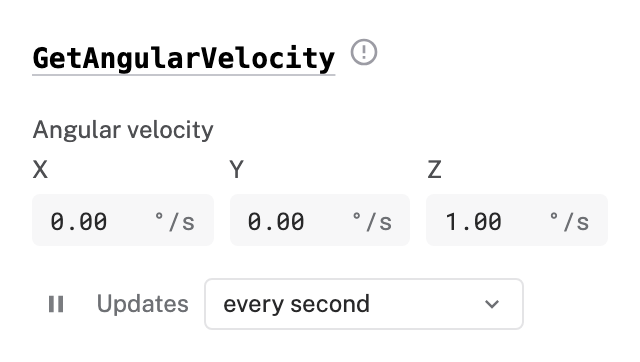 GetAngularVelocity
Angular velocity
X Y Z
0.00 °/s 0.00 °/s 1.00 °/s
Updates every second